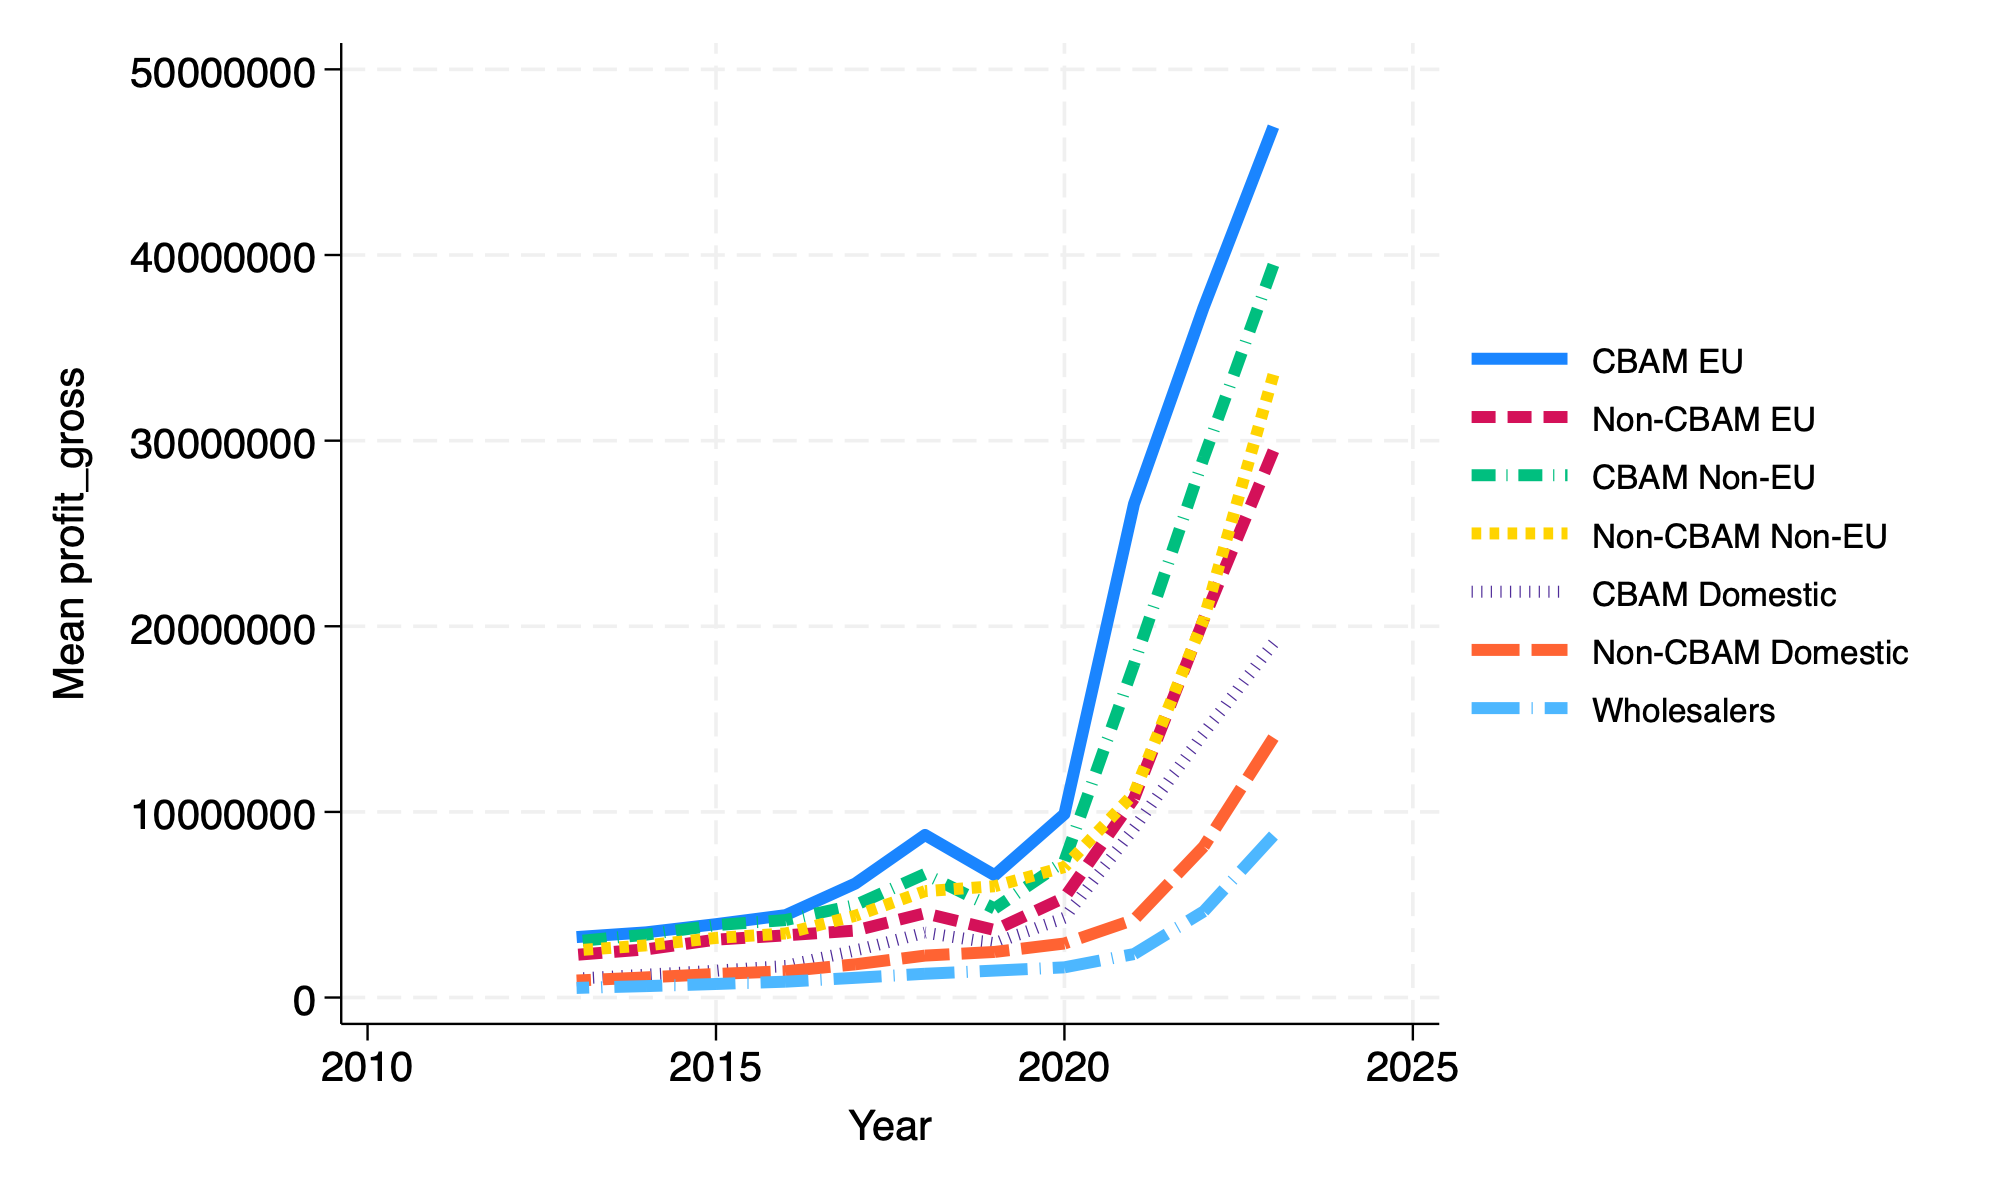 50000000
40000000
30000000
20000000
10000000
0
Mean profit_gross
2010
2015
2020
2025
Year
CBAM EU
Non-CBAM EU
CBAM Non-EU
Non-CBAM Non-EU
CBAM Domestic
Non-CBAM Domestic
Wholesalers